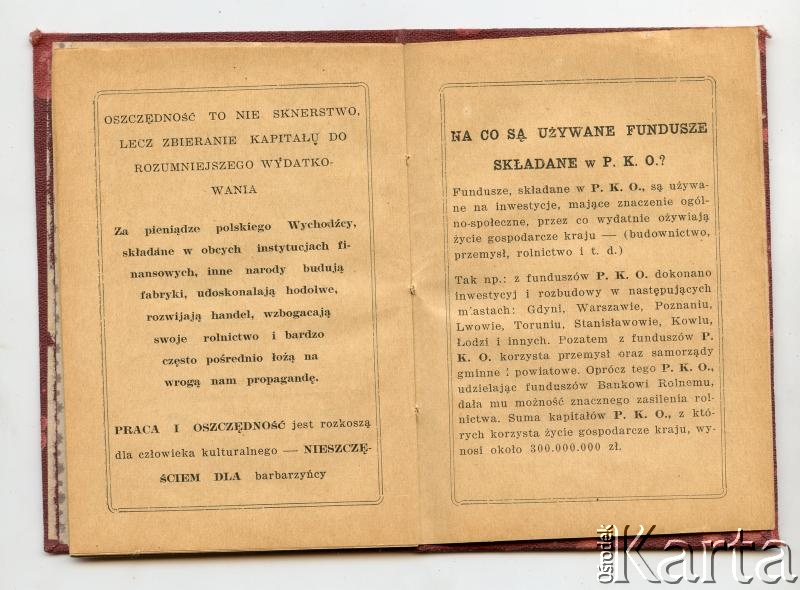 OSZCZĘDNOŚĆ TO NIE SKNERSTWO,
LECZ ZBIERANIE KAPITAŁU DO
ROZUMNIEJSZEGO WYDATKO-
WANIA
Za pieniądze polskiego Wychodźcy,
składane w obcych instytucjach fi-
nansowych, inne narody budują
fabryki, udoskonalają hodolwe,
rozwijają handel, wzbogacają
swoje rolnictwo i bardzo
często pośrednio łożą na
wrogą nam propagandę.
PRACA I OSZCZĘDNOŚĆ jest rozkoszą
dla człowieka kulturalnego — NIESZCZĘ-
ŚCIEM DLA barbarzyńcy
NA CO SĄ UŻYWANE FUNDUSZE
SKŁADANE w P. K. O.?
Fundusze, składane w P. K. O., są używa-
ne na inwestycje, mające znaczenie ogól-
no-społeczne, przez co wydatnie ożywiają
życie gospodarcze kraju — (budownictwo,
przemysł, rolnictwo i t. d.)
Tak np.: z funduszów P. K. O. dokonano
inwestycyj i rozbudowy w następujących
m'astach: Gdyni, Warszawie, Poznaniu,
Lwowie, Toruniu, Stanisławowie, Kowlu,
Łodzi i innych. Pozatem z funduszów P.
K. O. korzysta przemysł oraz samorządy
gminne i powiatowe. Oprócz tego P. K. O.,
udzielając funduszów Bankowi Rolnemu,
dała mu możność znacznego zasilenia rol-
nictwa. Suma kapitałów P. K. O., z któ-
rych korzysta życie gospodarcze kraju, wy-
nosi około 300.000.000 zł.
Ośrodek Karta